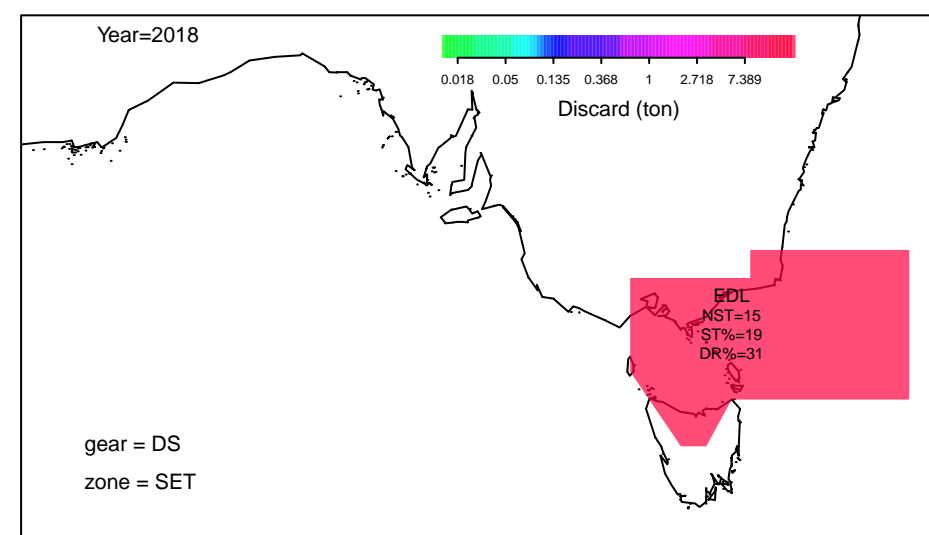 Year=2018
0.018 0.05 0.135 0.368 1 2.718 7.389
Discard (ton)
EDL
NST=15
ST%=19
DR%=31
gear = DS
zone = SET